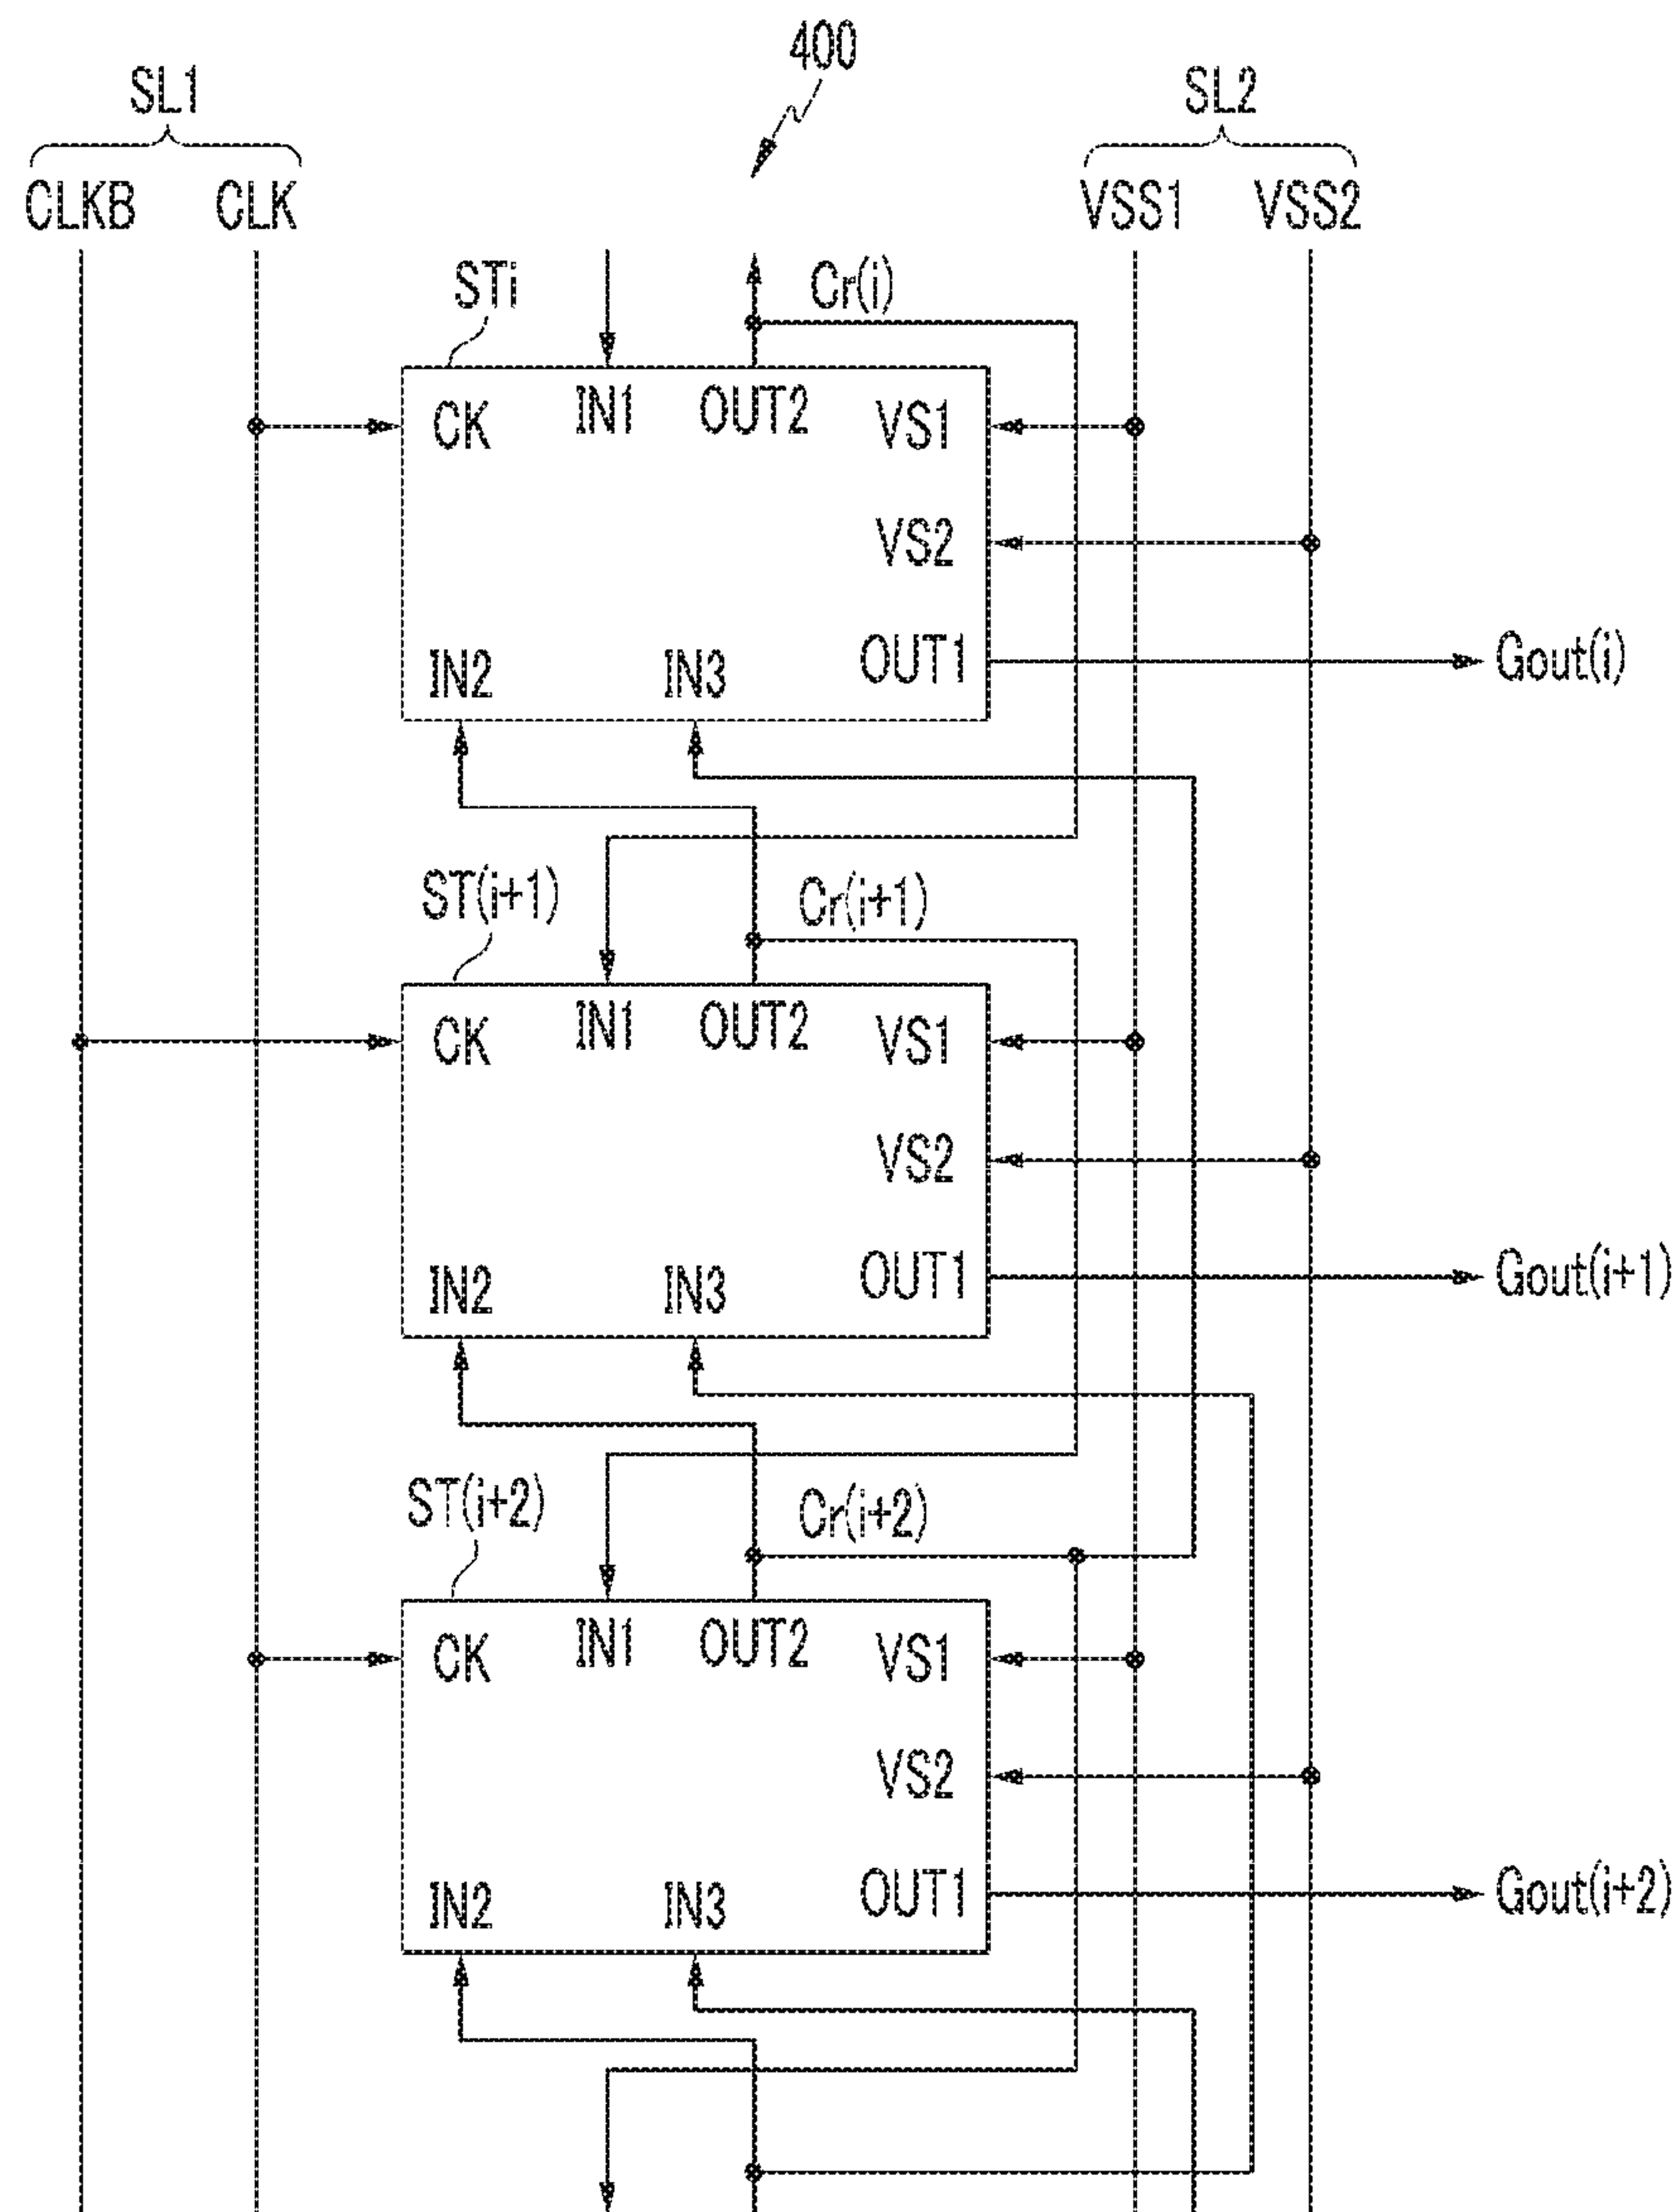 400
SL1
SL2
CLKB CLK
VSS1 VSS2
STi
Cr(i)
CK IN1 OUT2 VS1
VS2
OUT1
IN2 IN3
Gout(i)
ST(i+1)
Cr(i+1)
CK IN1 OUT2 VS1
VS2
OUT1
IN2 IN3
Gout(i+1)
ST(i+2)
Cr(i+2)
CK IN1 OUT2 VS1
VS2
OUT1
IN2 IN3
Gout(i+2)